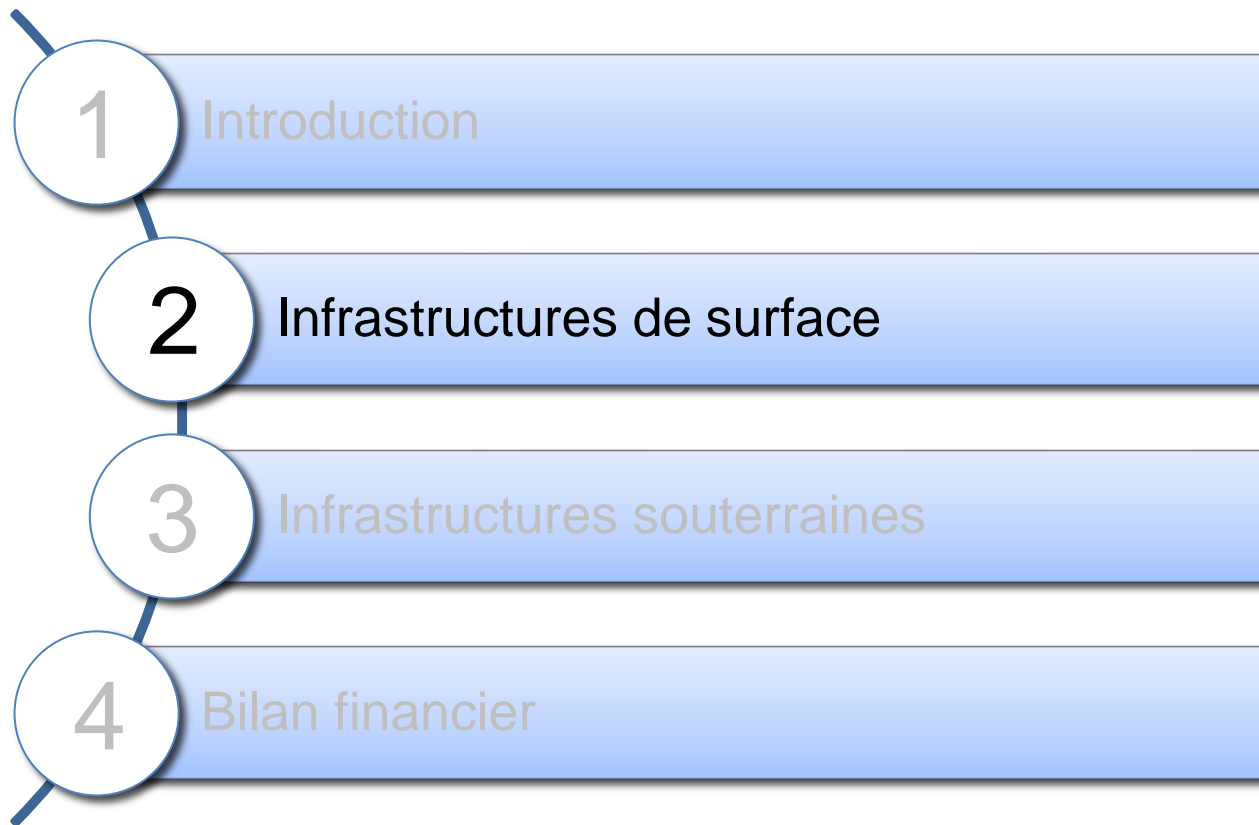 1 Introduction
2 Infrastructures de surface
3 Infrastructures souterraines
4 Bilan financier